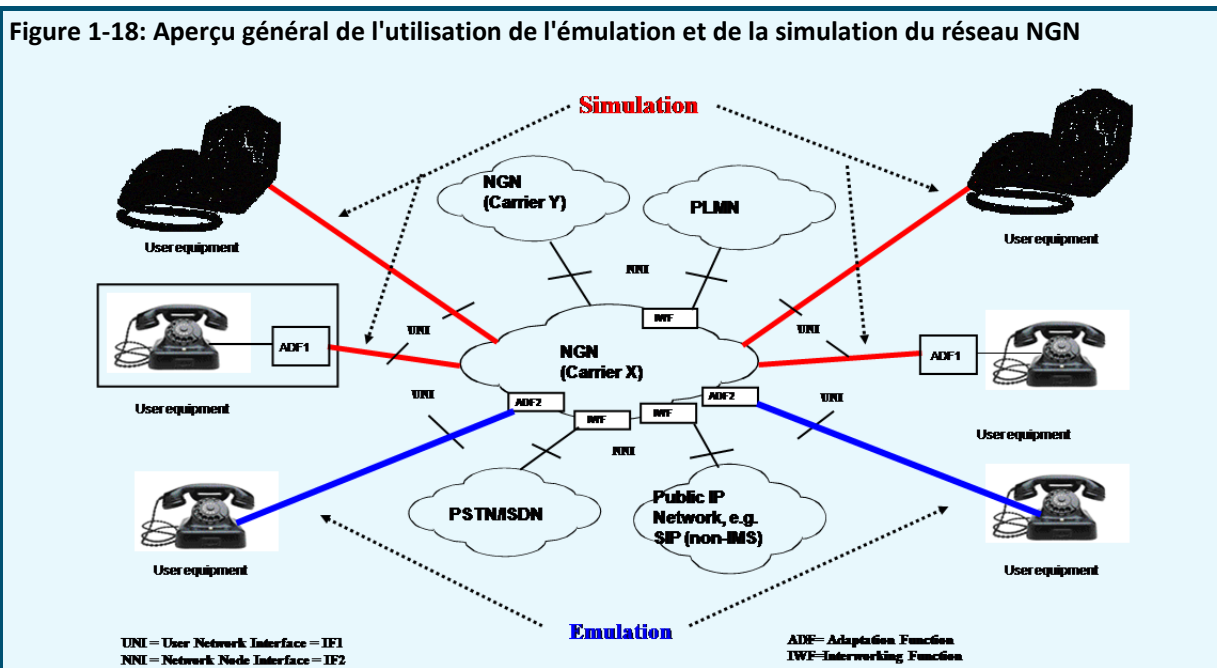 Figure 1-18: Aperçu général de l'utilisation de l'émulation et de la simulation du réseau NGN
Simulation
NGN
(Carrier Y)
PLMN
User equipment
User equipment
NNI
UNI
IWF
UNI
ADF1
NGN
(Carrier X)
ADF1
User equipment
UNI
ADF2
IWF
IWF
ADF2
UNI
User equipment
NNI
PSTN/ISDN
Public IP
Network, e.g.
SIP (non-IMS)
User equipment
User equipment
Emulation
UNI = User Network Interface = IF1
NNI = Network Node Interface = IF2
ADF= Adaptation Function
IWF=Interworking Function